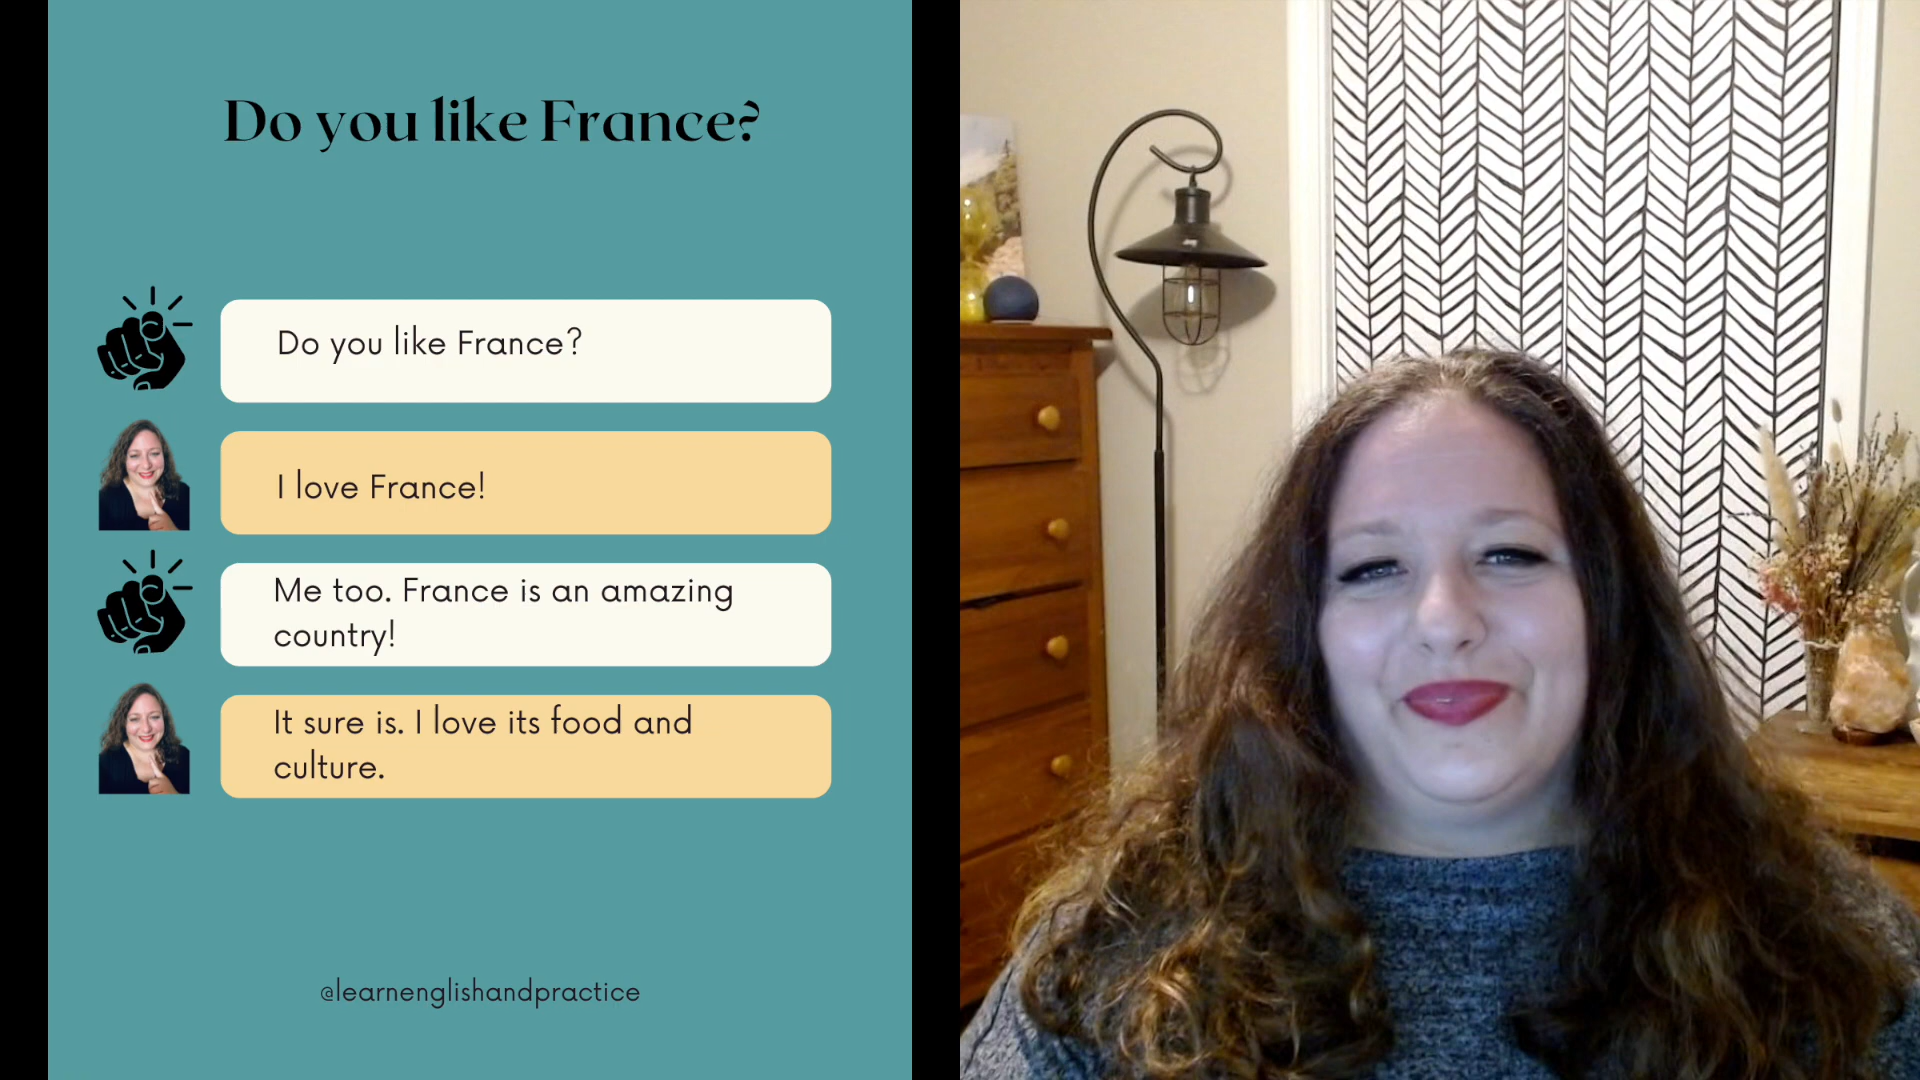 Do you like France?
Do you like France?
I love France!
Me too. France is an amazing
country!
It sure is. I love its food and
culture.
@learnenglishandpractice